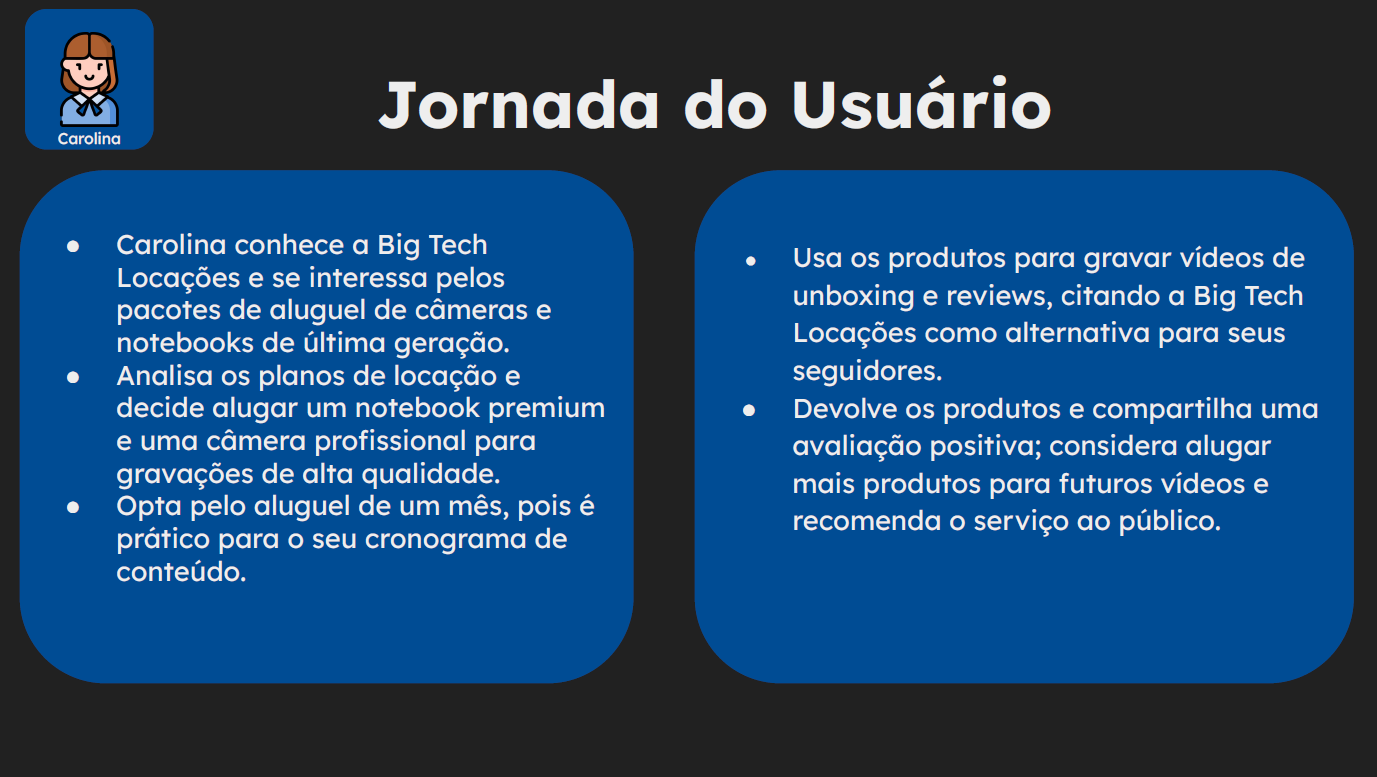 Carolina
Jornada do Usuário
● Carolina conhece a Big Tech
Locações e se interessa pelos
pacotes de aluguel de câmeras e
notebooks de última geração.
● Analisa os planos de locação e
decide alugar um notebook premium
e uma câmera profissional para
gravações de alta qualidade.
● Opta pelo aluguel de um mês, pois é
prático para o seu cronograma de
conteúdo.
● Usa os produtos para gravar vídeos de
unboxing e reviews, citando a Big Tech
Locações como alternativa para seus
seguidores.
● Devolve os produtos e compartilha uma
avaliação positiva; considera alugar
mais produtos para futuros vídeos e
recomenda o serviço ao público.